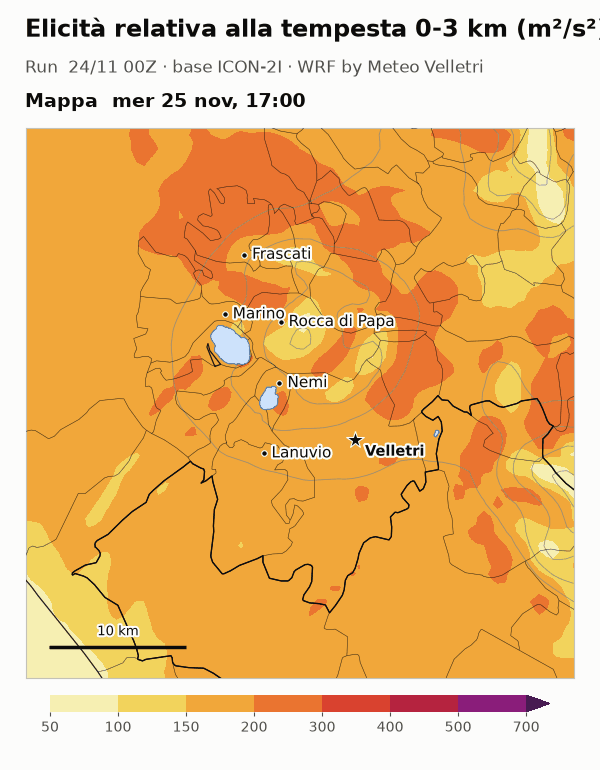 Elicità relativa alla tempesta 0-3 km (m²/s²)
Run 24/11 00Z · base ICON-2I · WRF by Meteo Velletri
Mappa mer 25 nov, 17:00
Frascati
Marino
Rocca di Papa
Nemi
Velletri
Lanuvio
10 km
50 100 150 200 300 400 500 700